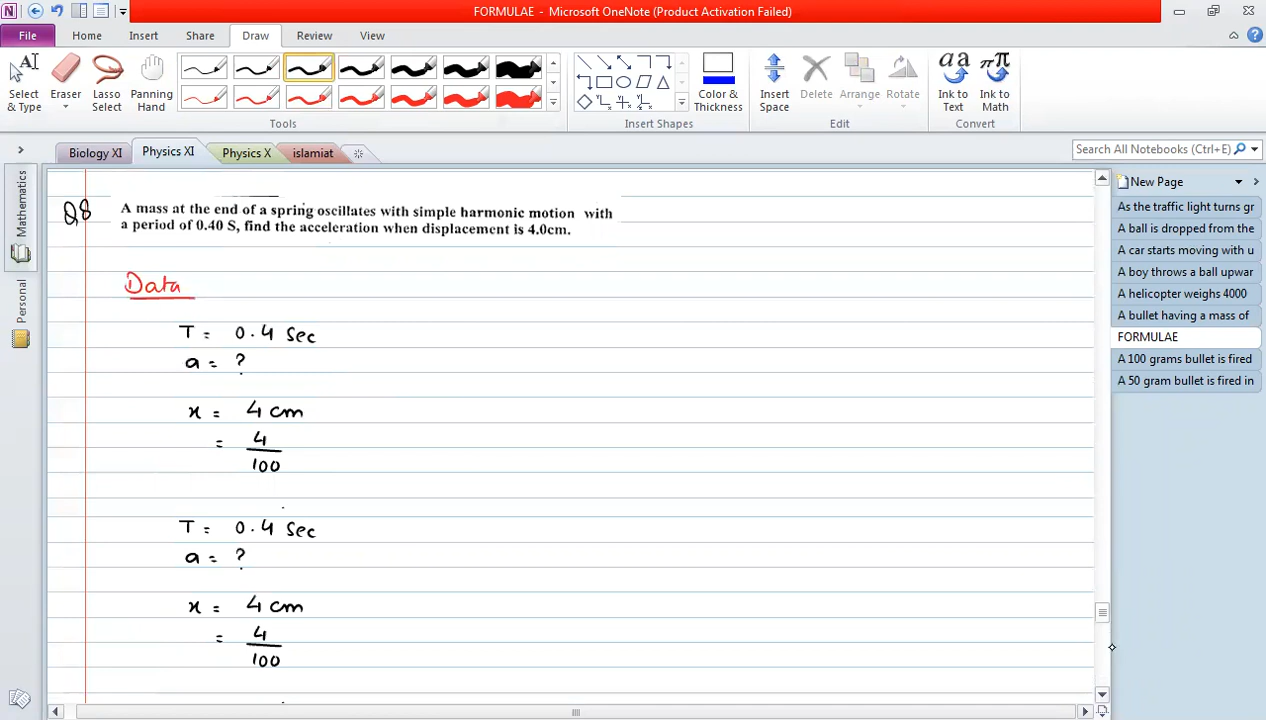 FORMULAE - Microsoft OneNote (Product Activation Failed)
File Home Insert Share Draw Review View
Select & Type
Eraser
Lasso Select
Panning Hand
Color & Thickness
Insert Space
Delete
Arrange
Rotate
Ink to Text
Ink to Math
Tools
Insert Shapes
Edit
Convert
Biology XI Physics XI Physics X islamiat
Search All Notebooks (Ctrl+E)
Mathematics
Personal
New Page
As the traffic light turns gr
A ball is dropped from the
A car starts moving with u
A boy throws a ball upwar
A helicopter weighs 4000
A bullet having a mass of
FORMULAE
A 100 grams bullet is fired
A 50 gram bullet is fired in
Q8 A mass at the end of a spring oscillates with simple harmonic motion with
a period of 0.40 S, find the acceleration when displacement is 4.0cm.
Data
T = 0.4 Sec
a = ?
x = 4 cm
= 4
100
T = 0.4 Sec
a = ?
x = 4 cm
= 4
100